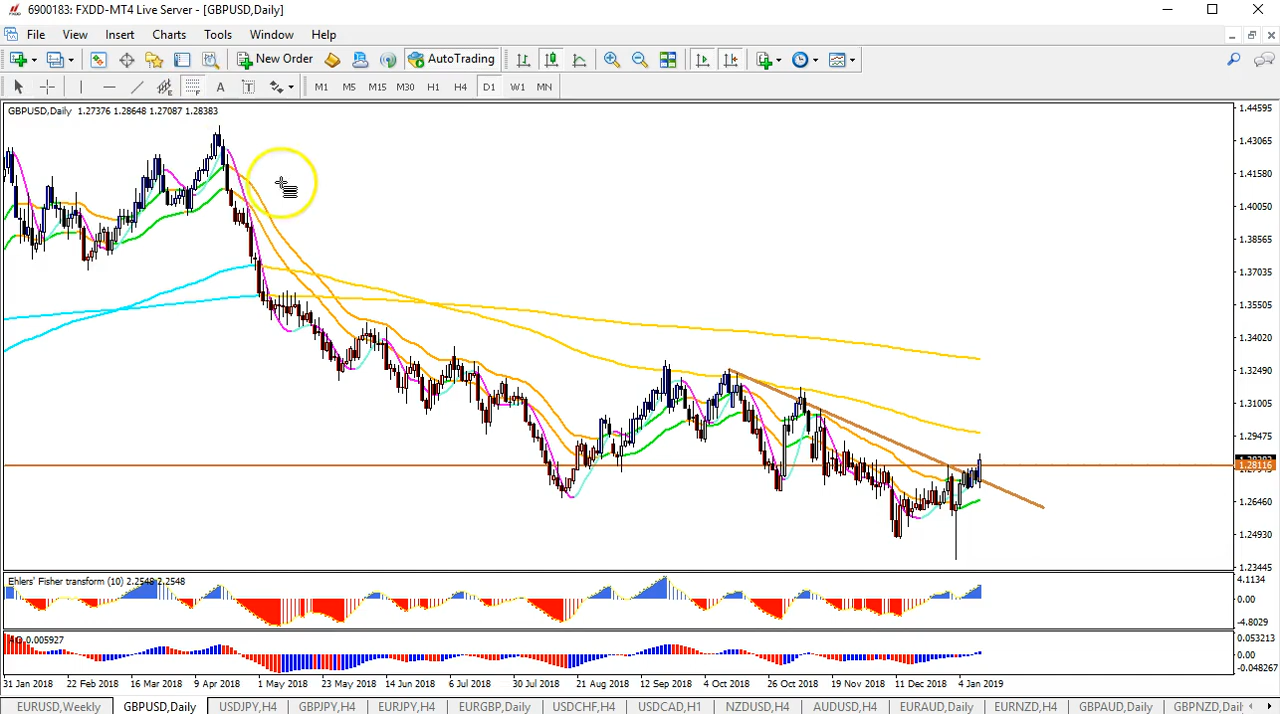 6900183: FXDD-MT4 Live Server - [GBPUSD,Daily]
File View Insert Charts Tools Window Help
New Order AutoTrading
A T M1 M5 M15 M30 H1 H4 D1 W1 MN
GBPUSD,Daily 1.27376 1.28648 1.27087 1.28383
1.44595
1.43065
1.41580
1.40050
1.38565
1.37035
1.35505
1.34020
1.32490
1.31005
1.29475
1.28116
1.26460
1.24930
1.23445
Ehlers' Fisher transform (10) 2.2548 2.2548
4.1134
0.00
-4.8029
0.005927
0.053213
0.00
-0.048267
31 Jan 2018 22 Feb 2018 16 Mar 2018 9 Apr 2018 1 May 2018 23 May 2018 14 Jun 2018 6 Jul 2018 30 Jul 2018 21 Aug 2018 12 Sep 2018 4 Oct 2018 26 Oct 2018 19 Nov 2018 11 Dec 2018 4 Jan 2019
EURUSD,Weekly GBPUSD,Daily USDJPY,H4 GBPJPY,H4 EURJPY,H4 EURGBP,Daily USDCHF,H4 USDCAD,H1 NZDUSD,H4 AUDUSD,H4 EURAUD,Daily EURNZD,H4 GBPAUD,Daily GBPNZD,Dail